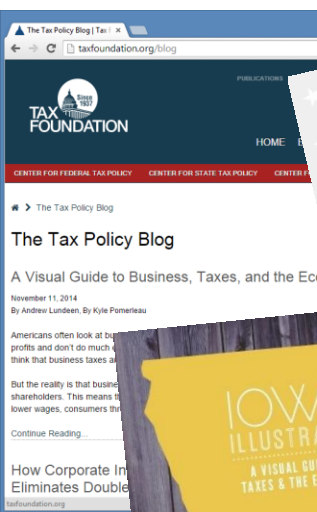 The Tax Policy Blog | Tax
taxfoundation.org/blog
PUBLICATIONS
Since
1937
TAX
FOUNDATION
HOME
CENTER FOR FEDERAL TAX POLICY CENTER FOR STATE TAX POLICY CENTER F
The Tax Policy Blog
The Tax Policy Blog
A Visual Guide to Business, Taxes, and the Ec
November 11, 2014
By Andrew Lundeen, By Kyle Pomerleau
Americans often look at bu
profits and don't do much
think that business taxes a
But the reality is that busine
shareholders. This means t
lower wages, consumers thr
Continue Reading...
How Corporate In
Eliminates Double
taxfoundation.org
IOW
ILLUSTRA
A VISUAL GU
TAXES & THE E